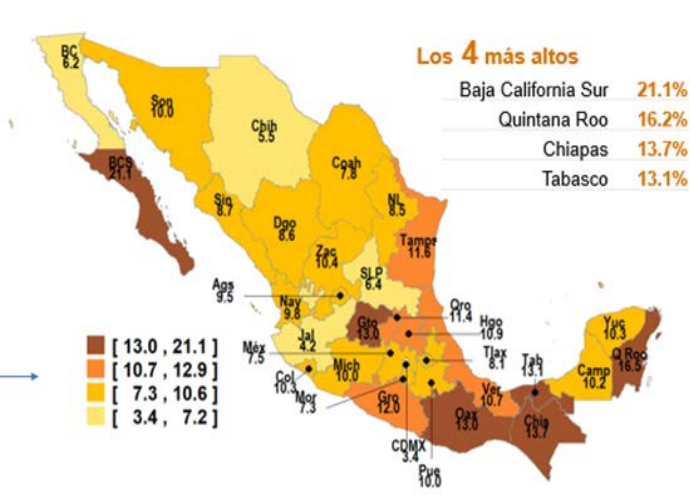 Los 4 más altos
Baja California Sur 21.1%
Quintana Roo 16.2%
Chiapas 13.7%
Tabasco 13.1%
BC
6.2
Son
10.0
Chih
5.5
BCS
21.1
Coah
7.8
Sin
8.7
NL
8.5
Dgo
8.6
Tamps
11.6
Zac
10.4
SLP
6.4
Ags
9.5
Nay
9.8
Gto
13.0
Qro
11.4
Hgo
10.9
Jal
4.2
Méx
7.5
Mich
10.0
Tlax
8.1
Tab
13.1
Yuc
10.3
Q Roo
16.5
Camp
10.2
Col
10.3
Mor
7.3
Gro
12.0
Ver
10.7
Oax
13.0
Chis
13.7
CDMX
3.4
Pue
10.0
[ 13.0 , 21.1 ]
[ 10.7 , 12.9 ]
[ 7.3 , 10.6 ]
[ 3.4 , 7.2 ]